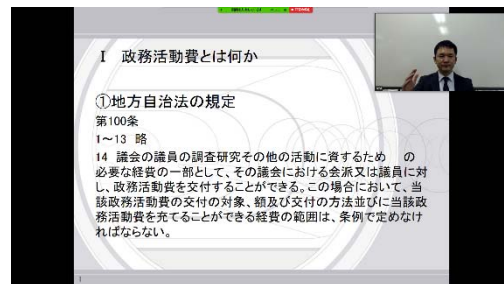 Ⅰ　政務活動費とは何か
①地方自治法の規定
第100条
1～13 略
14 議会の議員の調査研究その他の活動に資するため　の
必要な経費の一部として、その議会における会派又は議員に対
し、政務活動費を交付することができる。この場合において、当
該政務活動費の交付の対象、額及び交付の方法並びに当該政
務活動費を充てることができる経費の範囲は、条例で定めなけ
ればならない。
1